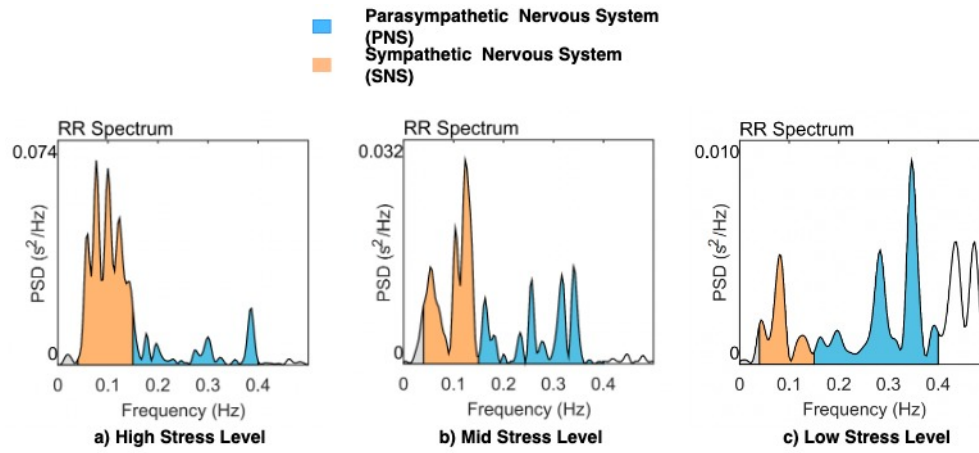 Parasympathetic Nervous System
(PNS)
Sympathetic Nervous System
(SNS)
RR Spectrum
0.074
0
PSD (s²/Hz)
0 0.1 0.2 0.3 0.4
Frequency (Hz)
a) High Stress Level
RR Spectrum
0.032
0
PSD (s²/Hz)
0 0.1 0.2 0.3 0.4
Frequency (Hz)
b) Mid Stress Level
RR Spectrum
0.010
0
PSD (s²/Hz)
0 0.1 0.2 0.3 0.4
Frequency (Hz)
c) Low Stress Level